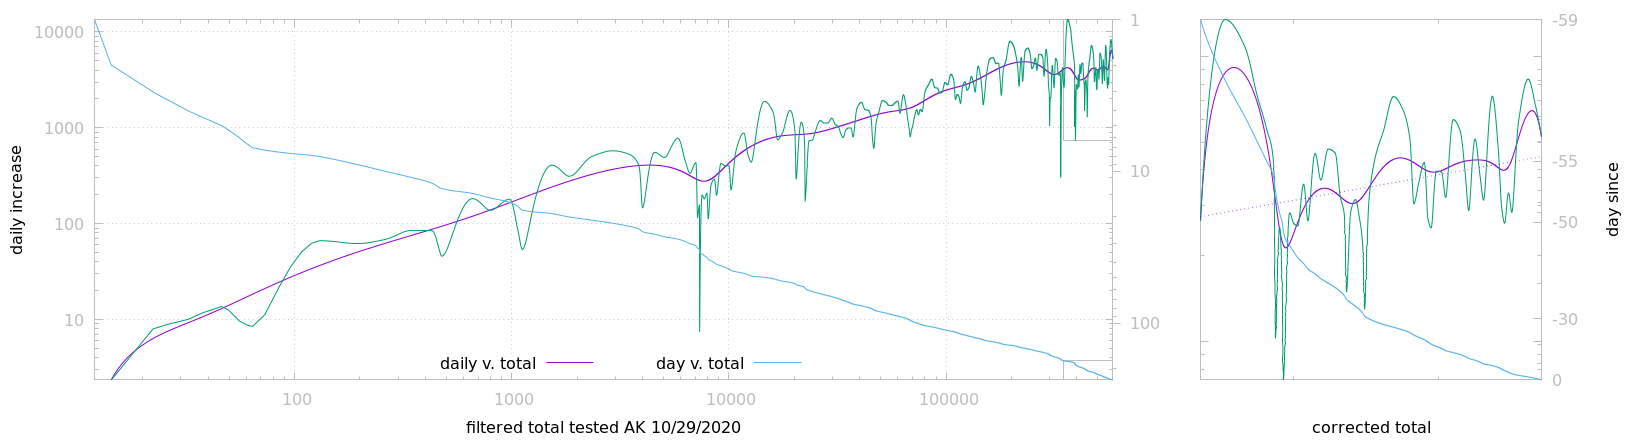 10000
1000
100
10
daily increase
daily v. total
day v. total
100
1000
10000
100000
filtered total tested AK 10/29/2020
1
10
100
-59
-55
-50
-30
0
day since
corrected total